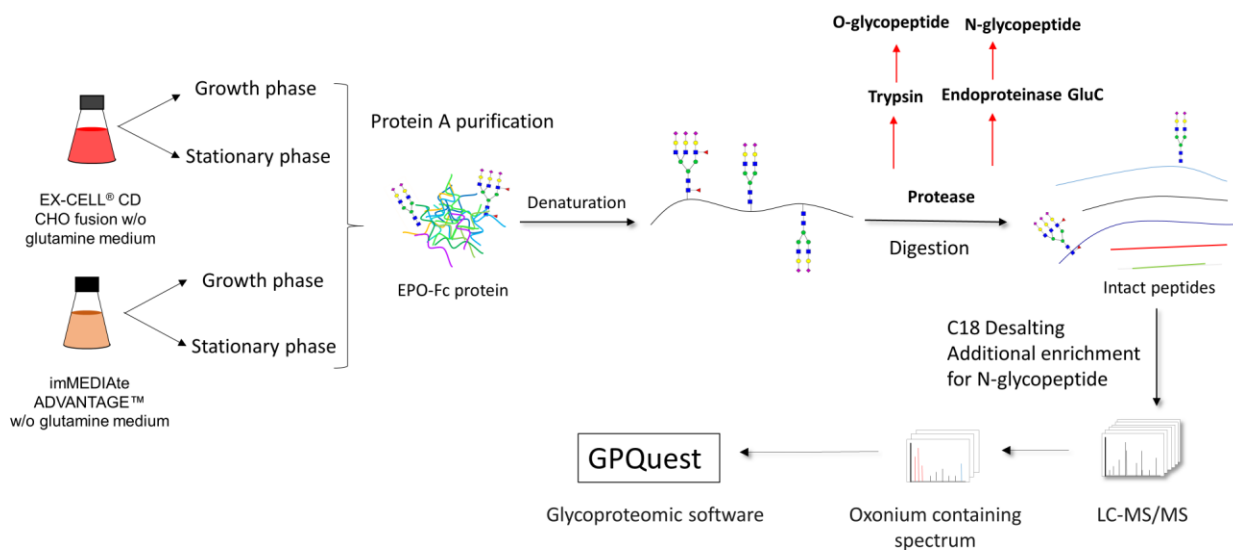 O-glycopeptide
N-glycopeptide
Trypsin
Endoproteinase GluC
Growth phase
Stationary phase
EX-CELL® CD
CHO fusion w/o
glutamine medium
Growth phase
Stationary phase
imMEDIAte
ADVANTAGE™
w/o glutamine medium
Protein A purification
EPO-Fc protein
Denaturation
Protease
Digestion
Intact peptides
C18 Desalting
Additional enrichment
for N-glycopeptide
LC-MS/MS
Oxonium containing
spectrum
GPQuest
Glycoproteomic software